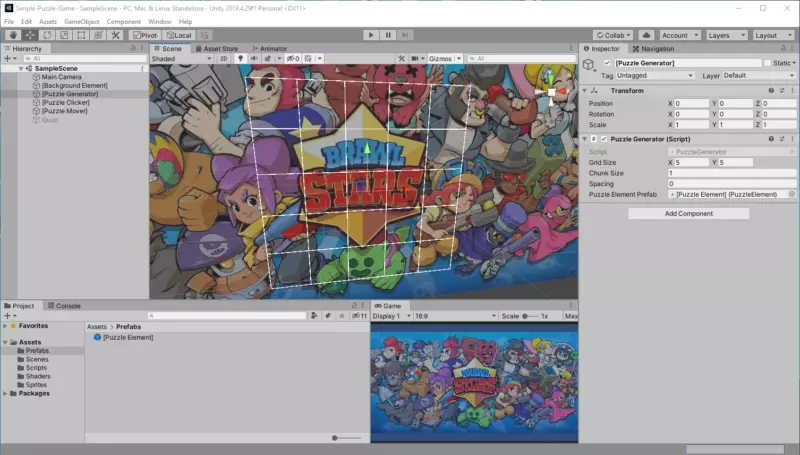 Simple-Puzzle-Game - SampleScene - PC, Mac & Linux Standalone - Unity 2019.4.29f1 Personal <DX11>
File Edit Assets GameObject Component Window Help
Pivot Local Collab Account Layers Layout
Hierarchy
All
SampleScene
Main Camera
[Background Element]
[Puzzle Generator]
[Puzzle Clicker]
[Puzzle Mover]
Quad
Scene Asset Store Animator
Shaded 2D 0 Gizmos All
BRAWL
STARS
Inspector Navigation
[Puzzle Generator] Static
Tag Untagged Layer Default
Transform
Position X 0 Y 0 Z 0
Rotation X 0 Y 0 Z 0
Scale X 1 Y 1 Z 1
Puzzle Generator (Script)
Script PuzzleGenerator
Grid Size X 5 Y 5
Chunk Size 1
Spacing 0
Puzzle Element Prefab [Puzzle Element] (PuzzleElement)
Add Component
Project Console
11
Favorites
Assets
Prefabs
Scenes
Scripts
Shaders
Sprites
Packages
Assets > Prefabs
[Puzzle Element]
Game
Display 1 16:9 Scale 1x Max
BRAWL
STARS